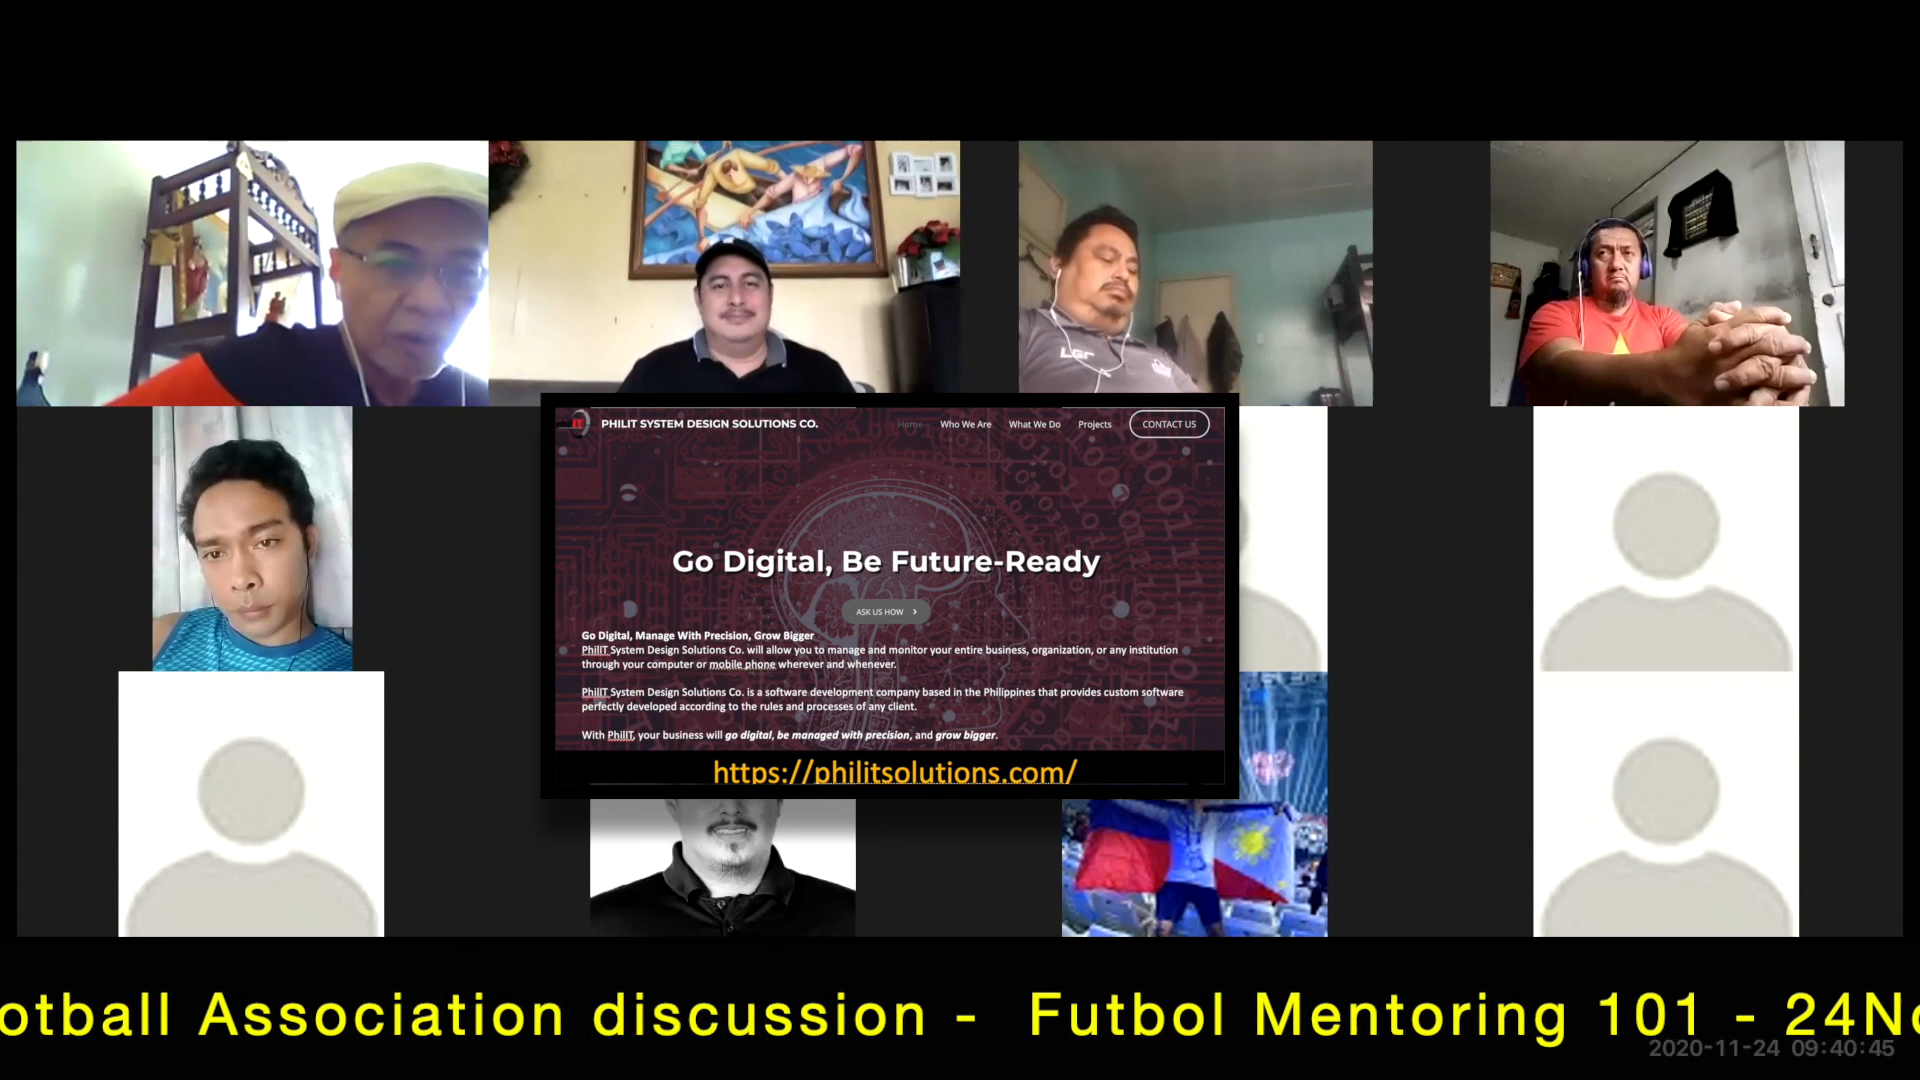 LGR
IT
PHILIT SYSTEM DESIGN SOLUTIONS CO.
Home Who We Are What We Do Projects CONTACT US
Go Digital, Be Future-Ready
ASK US HOW
Go Digital, Manage With Precision, Grow Bigger
PhilIT System Design Solutions Co. will allow you to manage and monitor your entire business, organization, or any institution
through your computer or mobile phone wherever and whenever.
PhilIT System Design Solutions Co. is a software development company based in the Philippines that provides custom software
perfectly developed according to the rules and processes of any client.
With PhilIT, your business will go digital, be managed with precision, and grow bigger.
https://philitsolutions.com/
otball Association discussion - Futbol Mentoring 101 - 24No
2020-11-24 09:40:45